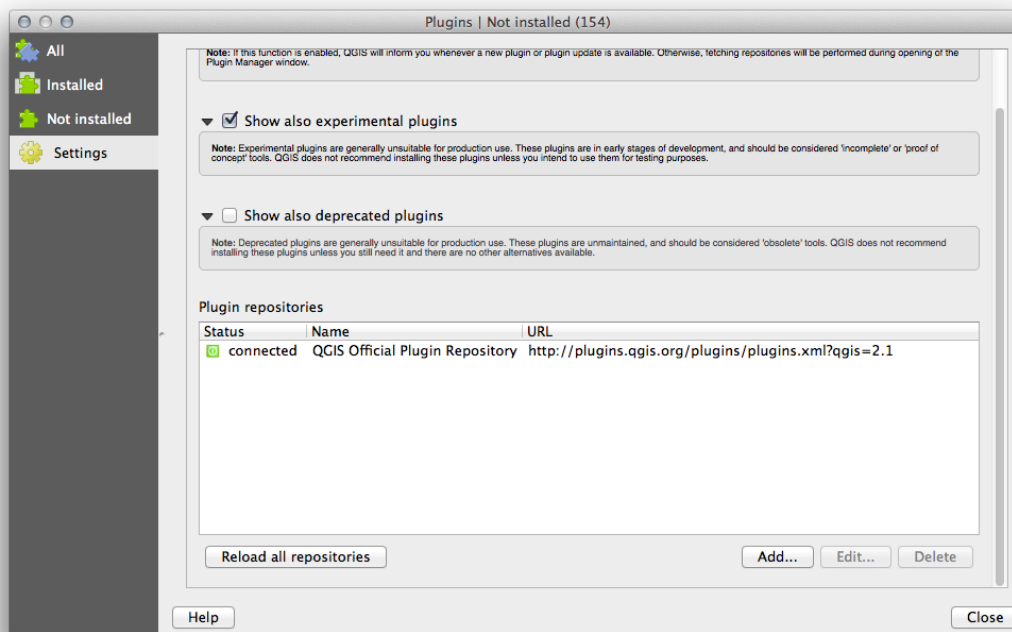 Plugins | Not installed (154)
All
Installed
Not installed
Settings
Note: If this function is enabled, QGIS will inform you whenever a new plugin or plugin update is available. Otherwise, fetching repositories will be performed during opening of the
Plugin Manager window.
Show also experimental plugins
Note: Experimental plugins are generally unsuitable for production use. These plugins are in early stages of development, and should be considered 'incomplete' or 'proof of
concept' tools. QGIS does not recommend installing these plugins unless you intend to use them for testing purposes.
Show also deprecated plugins
Note: Deprecated plugins are generally unsuitable for production use. These plugins are unmaintained, and should be considered 'obsolete' tools. QGIS does not recommend
installing these plugins unless you still need it and there are no other alternatives available.
Plugin repositories
Status Name URL
connected QGIS Official Plugin Repository http://plugins.qgis.org/plugins/plugins.xml?qgis=2.1
Reload all repositories Add... Edit... Delete
Help Close